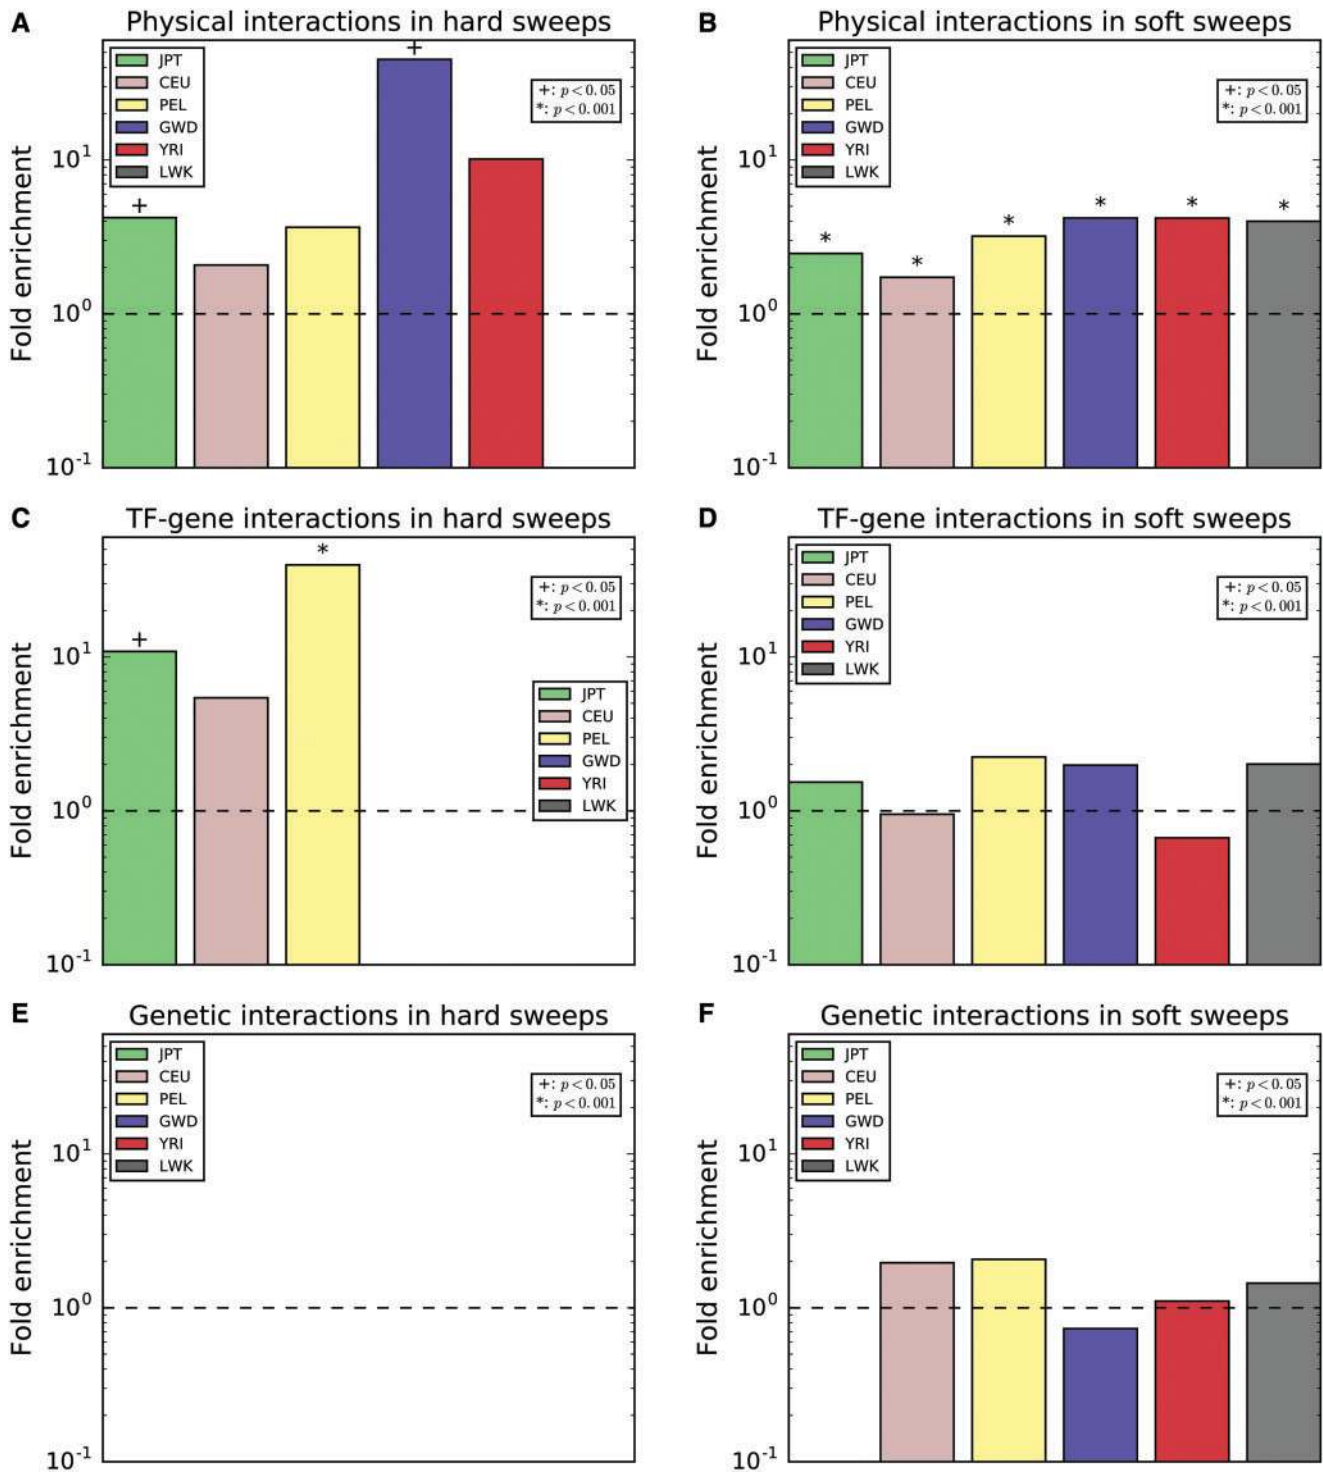 A
Physical interactions in hard sweeps
JPT
CEU
PEL
GWD
YRI
LWK
+: p < 0.05
*: p < 0.001
+
+
Fold enrichment
10^1
10^0
10^-1
B
Physical interactions in soft sweeps
JPT
CEU
PEL
GWD
YRI
LWK
+: p < 0.05
*: p < 0.001
* * * * * *
Fold enrichment
10^1
10^0
10^-1
C
TF-gene interactions in hard sweeps
+: p < 0.05
*: p < 0.001
JPT
CEU
PEL
GWD
YRI
LWK
+
*
Fold enrichment
10^1
10^0
10^-1
D
TF-gene interactions in soft sweeps
JPT
CEU
PEL
GWD
YRI
LWK
+: p < 0.05
*: p < 0.001
Fold enrichment
10^1
10^0
10^-1
E
Genetic interactions in hard sweeps
JPT
CEU
PEL
GWD
YRI
LWK
+: p < 0.05
*: p < 0.001
Fold enrichment
10^1
10^0
10^-1
F
Genetic interactions in soft sweeps
JPT
CEU
PEL
GWD
YRI
LWK
+: p < 0.05
*: p < 0.001
Fold enrichment
10^1
10^0
10^-1